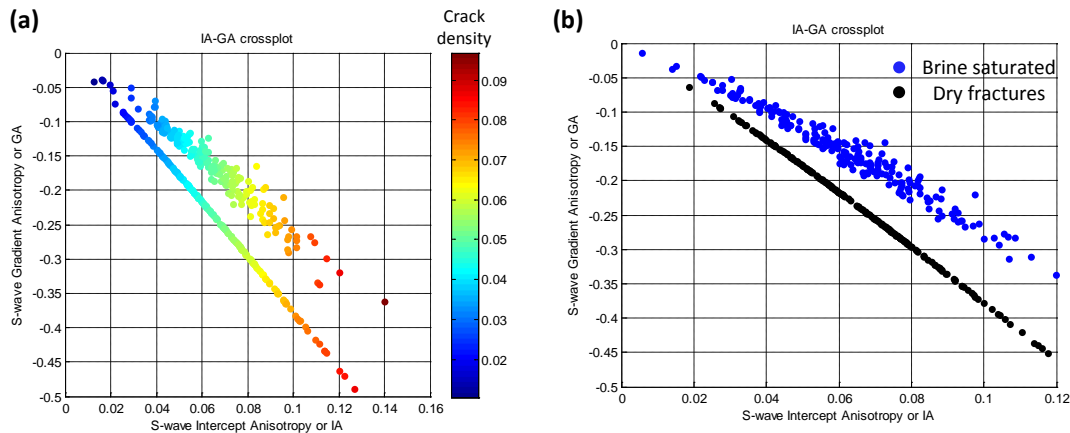 (a)
IA-GA crossplot
Crack
density
S-wave Gradient Anisotropy or GA
0
-0.05
-0.1
-0.15
-0.2
-0.25
-0.3
-0.35
-0.4
-0.45
-0.5
0 0.02 0.04 0.06 0.08 0.1 0.12 0.14 0.16
S-wave Intercept Anisotropy or IA
0.09
0.08
0.07
0.06
0.05
0.04
0.03
0.02
(b)
IA-GA crossplot
Brine saturated
Dry fractures
S-wave Gradient Anisotropy or GA
0
-0.05
-0.1
-0.15
-0.2
-0.25
-0.3
-0.35
-0.4
-0.45
-0.5
0 0.02 0.04 0.06 0.08 0.1 0.12
S-wave Intercept Anisotropy or IA